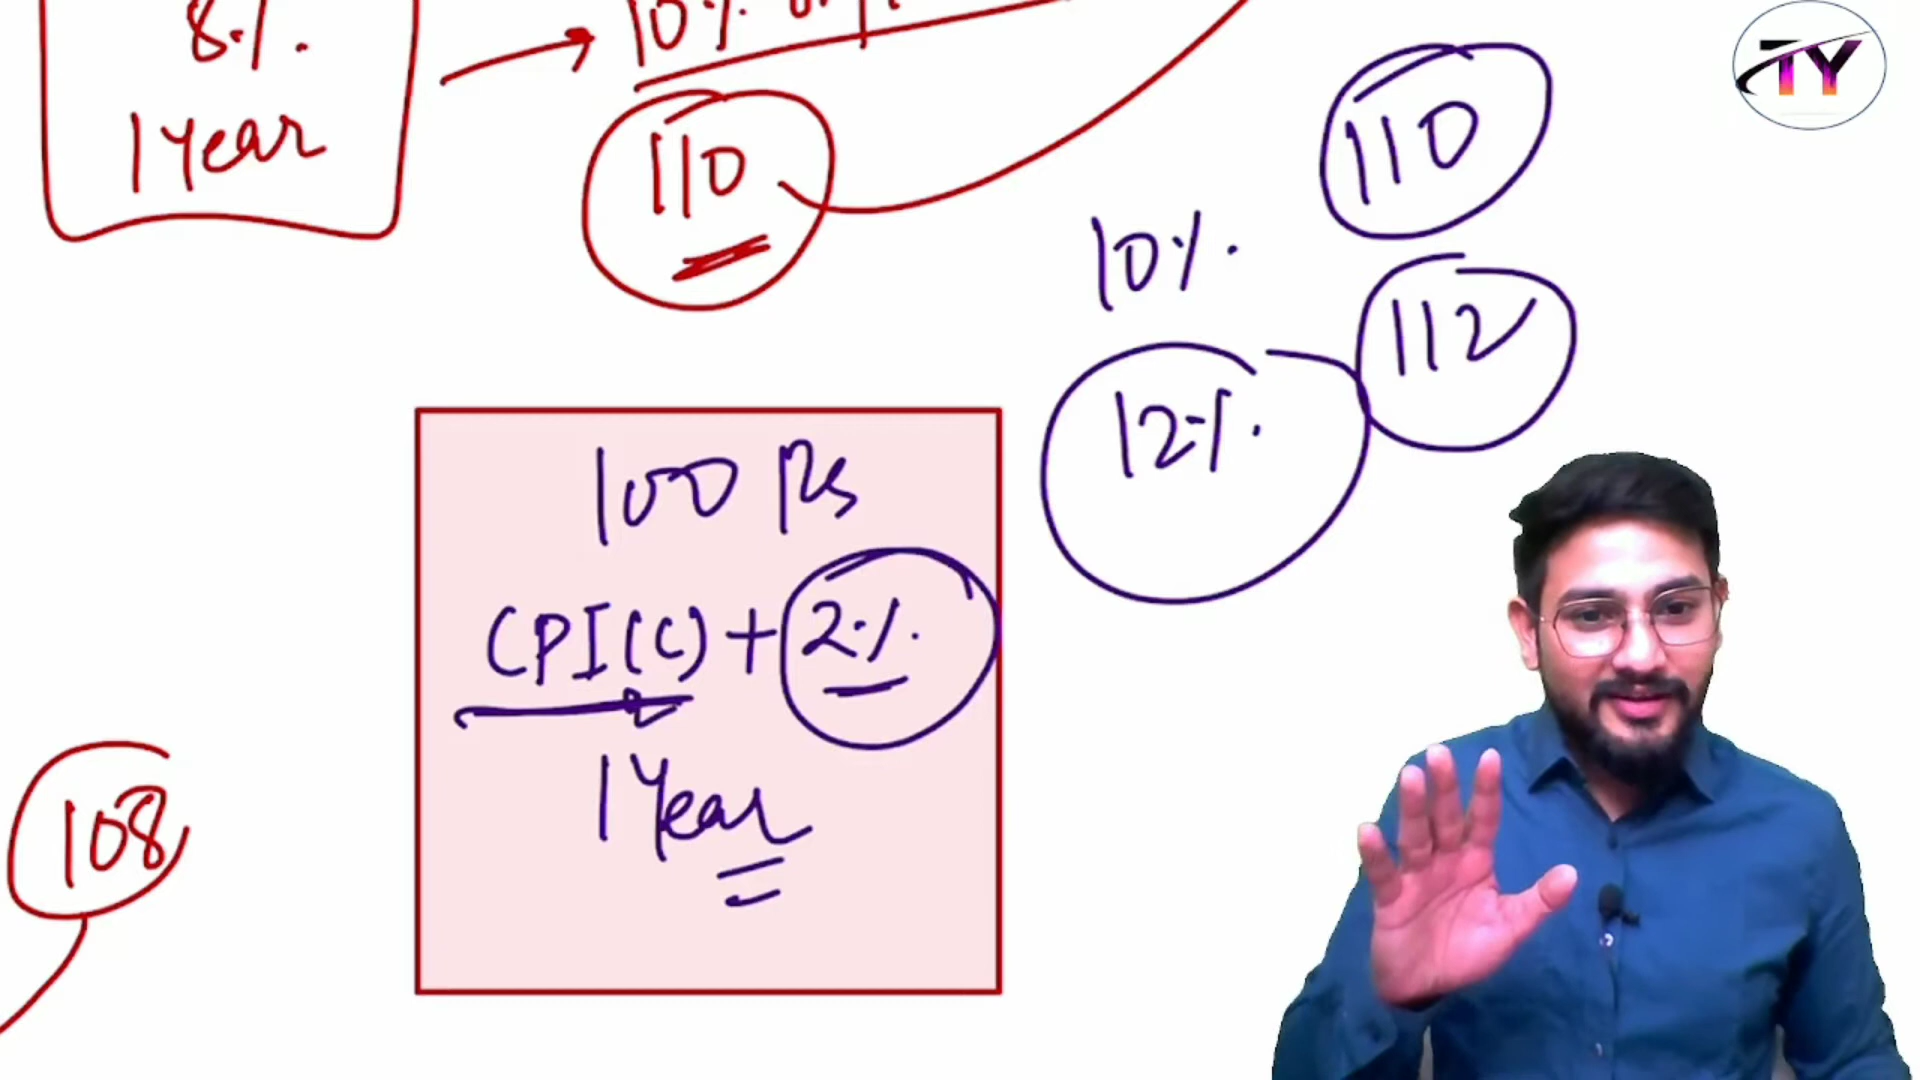 8%.
1 Year
10%
110
110
10%.
112
12%.
100 Rs
CPI(C) + 2%.
1 Year
108
TY